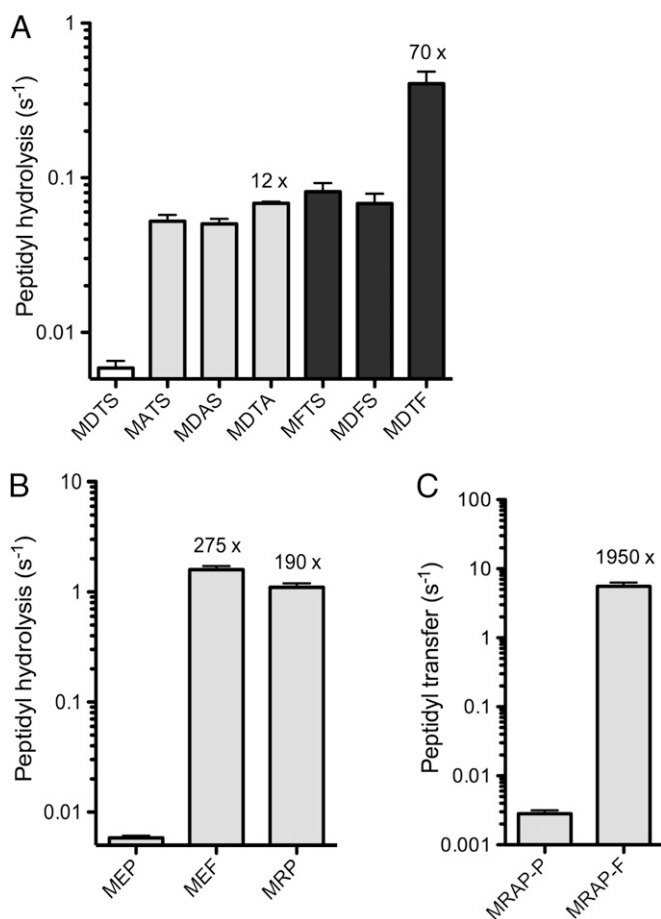 A
Peptidyl hydrolysis (s⁻¹)
1
0.1
0.01
12 x
70 x
MDTS
MATS
MDAS
MDTA
MFTS
MDFS
MDTF
B
Peptidyl hydrolysis (s⁻¹)
10
1
0.1
0.01
275 x
190 x
MEP
MEF
MRP
C
Peptidyl transfer (s⁻¹)
100
10
1
0.1
0.01
0.001
1950 x
MRAP-P
MRAP-F